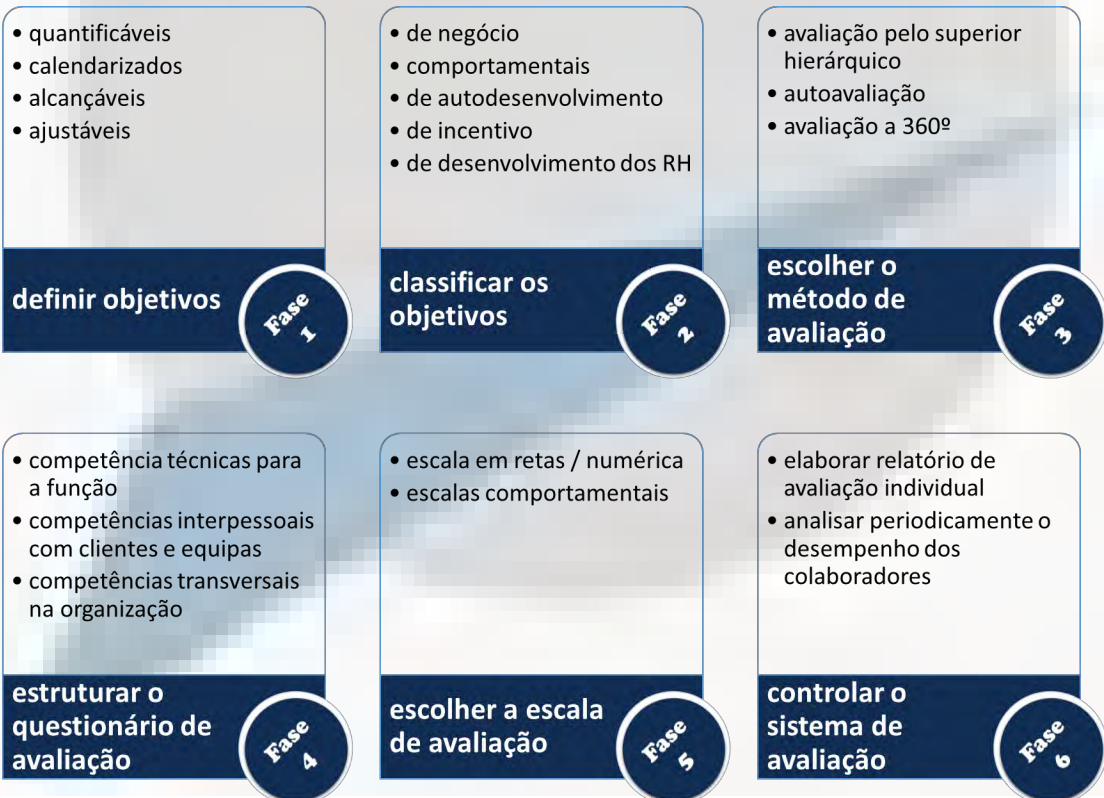 • quantificáveis
• calendarizados
• alcançáveis
• ajustáveis
definir objetivos
Fase
1
• de negócio
• comportamentais
• de autodesenvolvimento
• de incentivo
• de desenvolvimento dos RH
classificar os
objetivos
Fase
2
• avaliação pelo superior
hierárquico
• autoavaliação
• avaliação a 360º
escolher o
método de
avaliação
Fase
3
• competência técnicas para
a função
• competências interpessoais
com clientes e equipas
• competências transversais
na organização
estruturar o
questionário de
avaliação
Fase
4
• escala em retas / numérica
• escalas comportamentais
escolher a escala
de avaliação
Fase
5
• elaborar relatório de
avaliação individual
• analisar periodicamente o
desempenho dos
colaboradores
controlar o
sistema de
avaliação
Fase
6